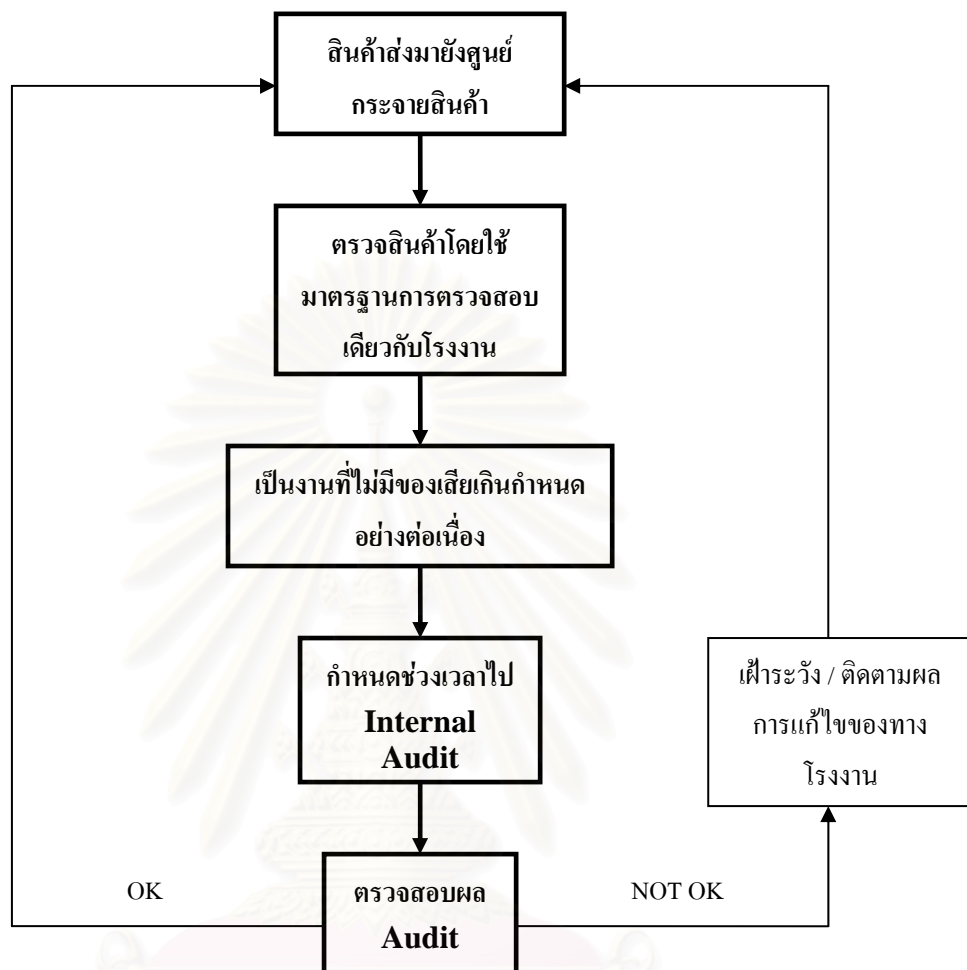 สินค้าส่งมายังศูนย์
กระจายสินค้า
ตรวจสินค้าโดยใช้
มาตรฐานการตรวจสอบ
เดียวกับโรงงาน
เป็นงานที่ไม่มีของเสียเกินกำหนด
อย่างต่อเนื่อง
กำหนดช่วงเวลาไป
Internal
Audit
เฝ้าระวัง / ติดตามผล
การแก้ไขของทาง
โรงงาน
OK
ตรวจสอบผล
Audit
NOT OK